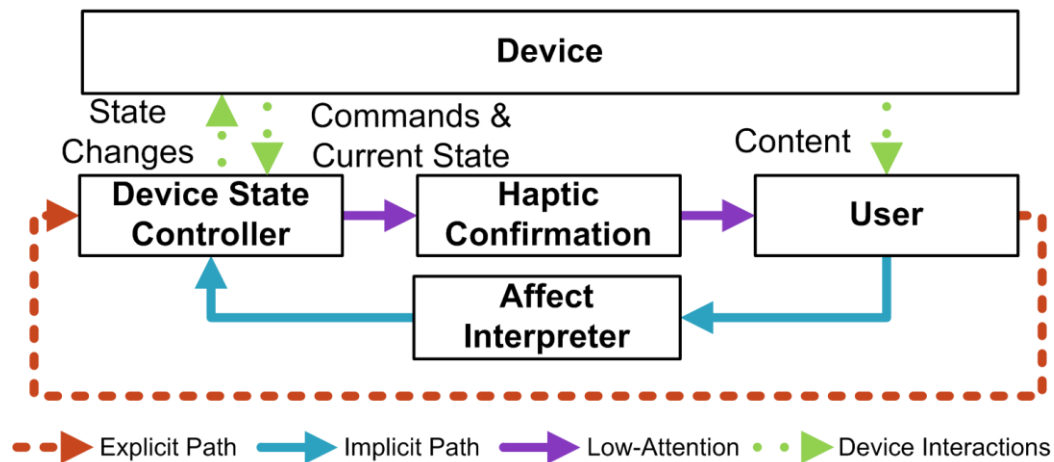 Device
State
Changes
Commands &
Current State
Content
Device State
Controller
Haptic
Confirmation
User
Affect
Interpreter
Explicit Path
Implicit Path
Low-Attention
Device Interactions